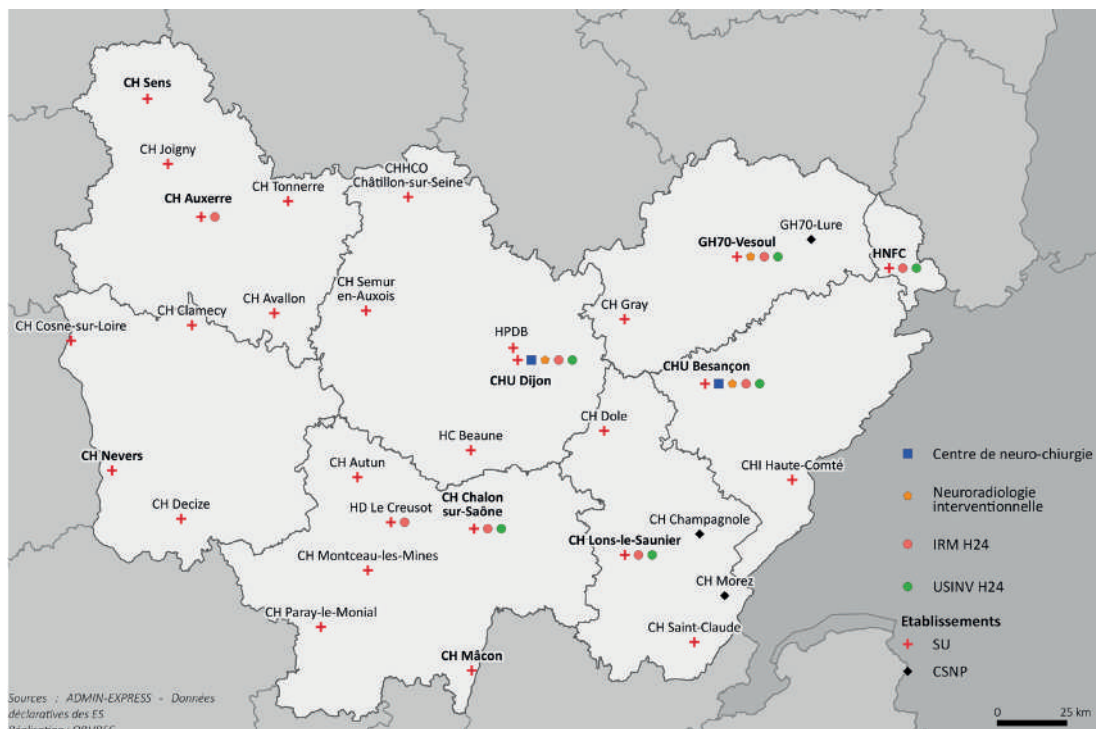 CH Sens
CH Joigny
CH Auxerre
CH Tonnerre
CHHCO
Châtillon-sur-Seine
GH70-Lure
GH70-Vesoul
HNFC
CH Semur
en-Auxois
CH Avallon
CH Clamecy
CH Cosne-sur-Loire
CH Gray
HPDB
CHU Dijon
CHU Besançon
CH Dole
HC Beaune
CH Nevers
CH Autun
CHI Haute-Comté
CH Decize
HD Le Creusot
CH Chalon
sur-Saône
CH Champagnole
CH Lons-le-Saunier
CH Montceau-les-Mines
CH Morez
CH Paray-le-Monial
CH Saint-Claude
CH Mâcon
Centre de neuro-chiurgie
Neuroradiologie
interventionnelle
IRM H24
USINV H24
Etablissements
SU
CSNP
0 25 km
Sources : ADMIN-EXPRESS - Données
déclaratives des ES